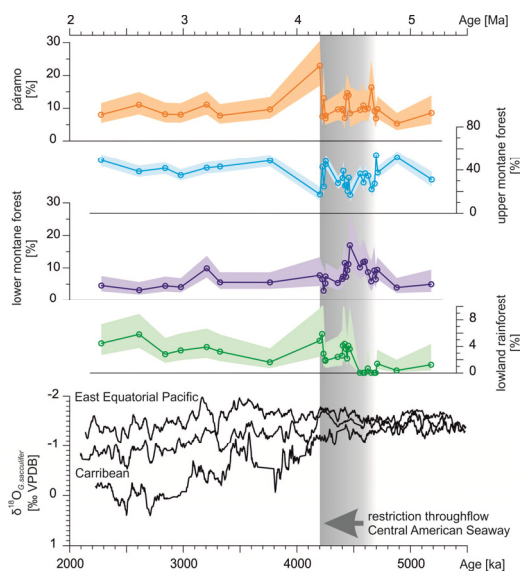 2 3 4 5 Age [Ma]
30
20
10
0
páramo
[%]
80
40
0
upper montane forest
[%]
30
20
10
0
lower montane forest
[%]
8
4
0
lowland rainforest
[%]
-2
-1
0
1
δ18O G.sacculifer
[‰ VPDB]
East Equatorial Pacific
Carribean
restriction throughflow
Central American Seaway
2000 3000 4000 5000 Age [ka]